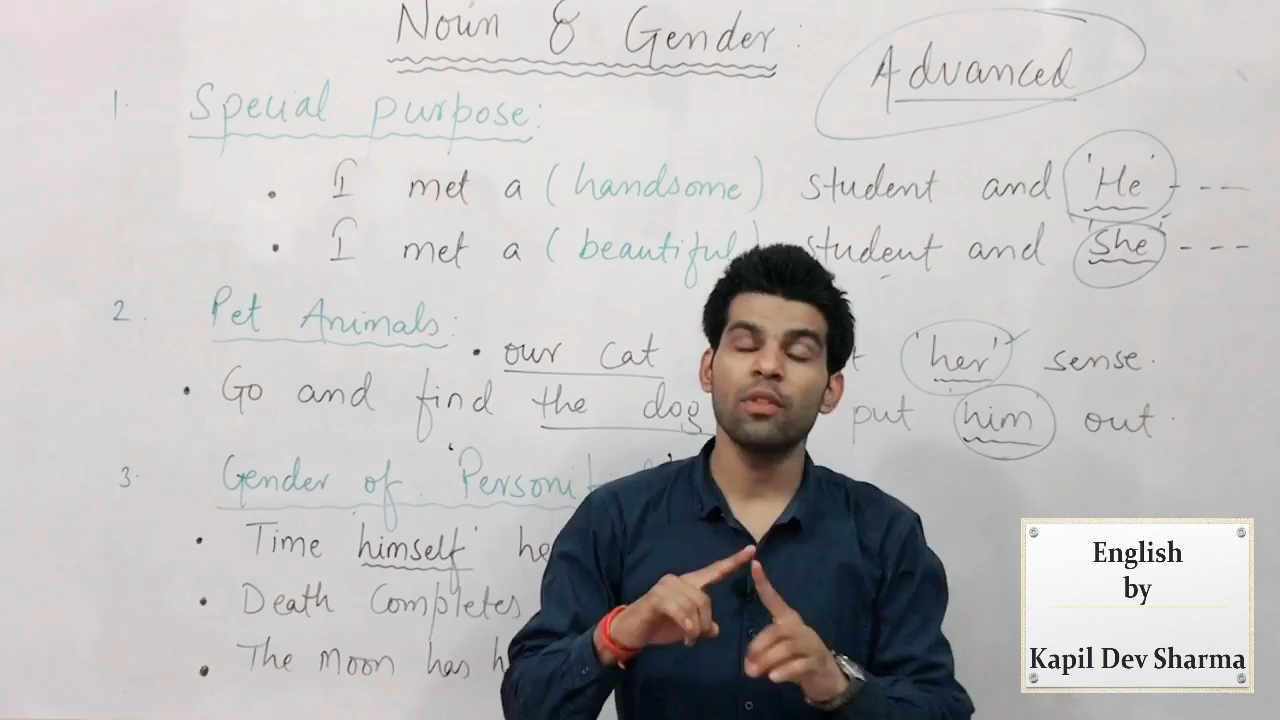 Noun & Gender:
Advanced
1. Special purpose:
• I met a (handsome) student and 'He' ---
• I met a (beautiful) student and 'she' ---
2. Pet Animals:
• our cat 'her' sense.
• Go and find the dog put 'him' out.
3. Gender of 'Personi
• Time himself
• Death Completes
• The Moon has
English
by
Kapil Dev Sharma